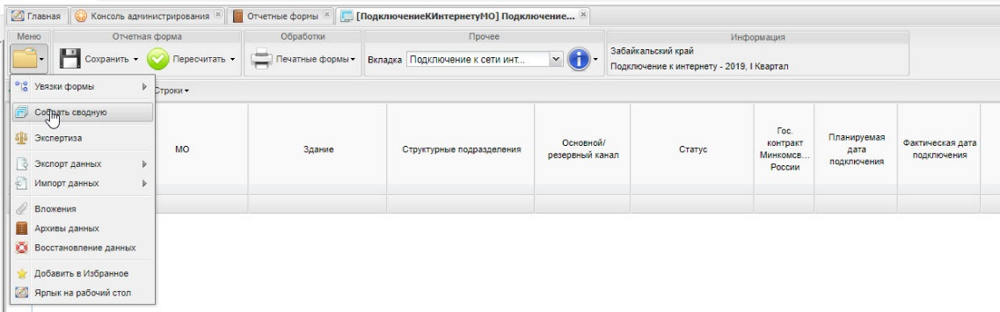 Главная
Консоль администрирования
Отчетные формы
[ПодключениеКИнтернетуМО] Подключение...
Меню
Отчетная форма
Обработки
Прочее
Информация
Сохранить
Пересчитать
Печатные формы
Вкладка
Подключение к сети инт...
Забайкальский край
Подключение к интернету - 2019, I Квартал
Увязки формы
Строки
Собрать сводную
Экспертиза
Экспорт данных
Импорт данных
Вложения
Архивы данных
Восстановление данных
Добавить в Избранное
Ярлык на рабочий стол
МО
Здание
Структурные подразделения
Основной/
резервный канал
Статус
Гос.
контракт
Минкомсв...
России
Планируемая
дата
подключения
Фактическая дата
подключения